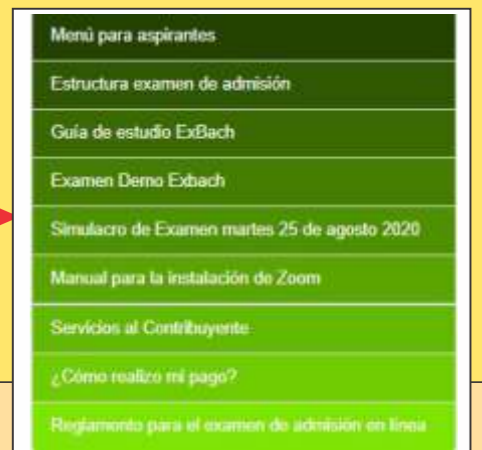 Menú para aspirantes
Estructura examen de admisión
Guía de estudio ExBach
Examen Demo Exbach
Simulacro de Examen martes 25 de agosto 2020
Manual para la instalación de Zoom
Servicios al Contribuyente
¿Cómo realizo mi pago?
Reglamento para el examen de admisión en línea